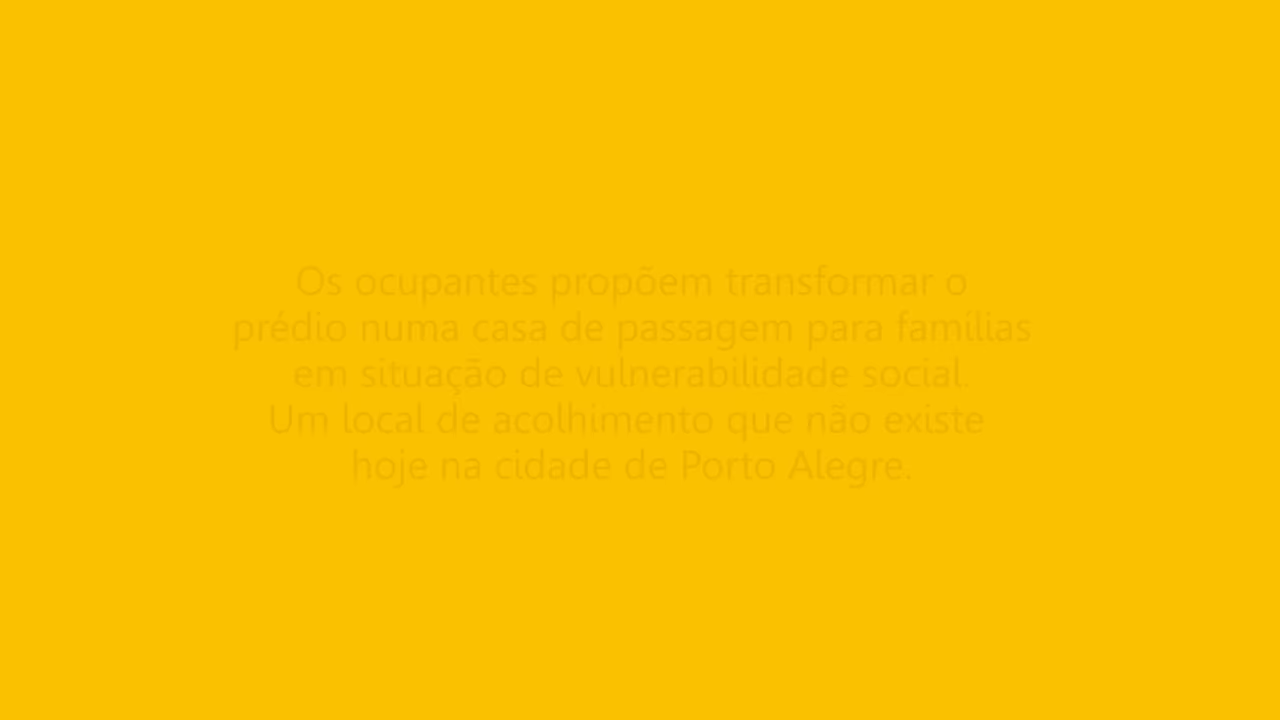 Os ocupantes propõem transformar o
prédio numa casa de passagem para famílias
em situação de vulnerabilidade social.
Um local de acolhimento que não existe
hoje na cidade de Porto Alegre.